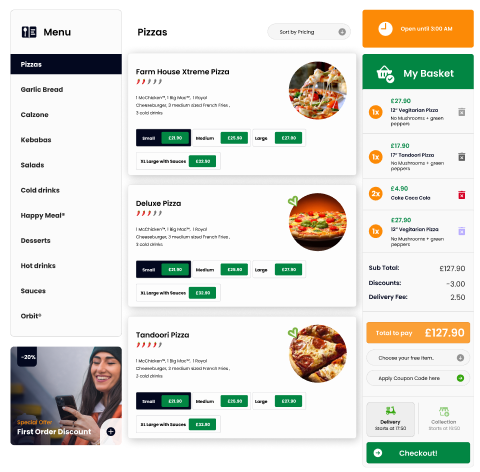 Menu
Pizzas
Garlic Bread
Calzone
Kebabas
Salads
Cold drinks
Happy Meal®
Desserts
Hot drinks
Sauces
Orbit®
-20%
Special Offer
First Order Discount
Pizzas
Sort by Pricing
Farm House Xtreme Pizza
1 McChicken™, 1 Big Mac™, 1 Royal
Cheeseburger, 3 medium sized French Fries ,
3 cold drinks
Small £21.90 Medium £25.90 Large £27.90
XL Large with Sauces £32.90
Deluxe Pizza
1 McChicken™, 1 Big Mac™, 1 Royal
Cheeseburger, 3 medium sized French Fries ,
3 cold drinks
Small £21.90 Medium £25.90 Large £27.90
XL Large with Sauces £32.90
Tandoori Pizza
1 McChicken™, 1 Big Mac™, 1 Royal
Cheeseburger, 3 medium sized French Fries ,
3 cold drinks
Small £21.90 Medium £25.90 Large £27.90
XL Large with Sauces £32.90
Open until 3:00 AM
My Basket
£27.90
1x 12" Vegitarian Pizza
No Mushrooms + green
peppers
£17.90
1x 17" Tandoori Pizza
No Mushrooms + green
peppers
£4.90
2x Coke Coca Cola
£27.90
1x 12" Vegitarian Pizza
No Mushrooms + green
peppers
Sub Total: £127.90
Discounts: -3.00
Delivery Fee: 2.50
Total to pay £127.90
Choose your free item..
Apply Coupon Code here
Delivery
Starts at 17:50
Collection
Starts at 16:50
Checkout!